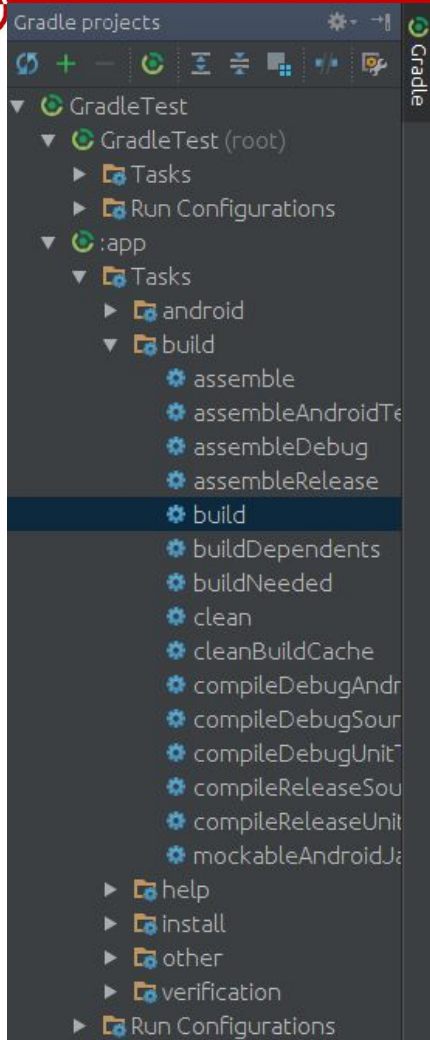 Gradle projects
Gradle
GradleTest
GradleTest (root)
Tasks
Run Configurations
:app
Tasks
android
build
assemble
assembleAndroidTe
assembleDebug
assembleRelease
build
buildDependents
buildNeeded
clean
cleanBuildCache
compileDebugAndr
compileDebugSour
compileDebugUnitT
compileReleaseSou
compileReleaseUnit
mockableAndroidJa
help
install
other
verification
Run Configurations